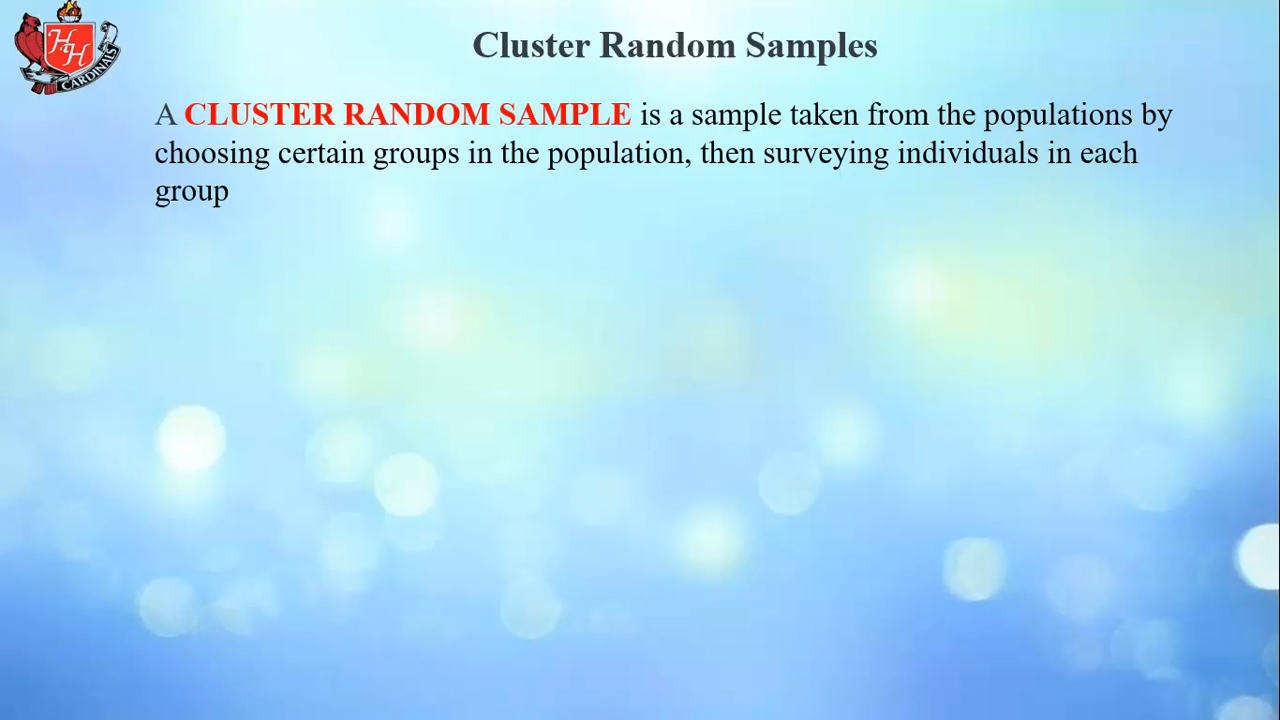 H
H
CARDINALS
Cluster Random Samples
A CLUSTER RANDOM SAMPLE is a sample taken from the populations by
choosing certain groups in the population, then surveying individuals in each
group